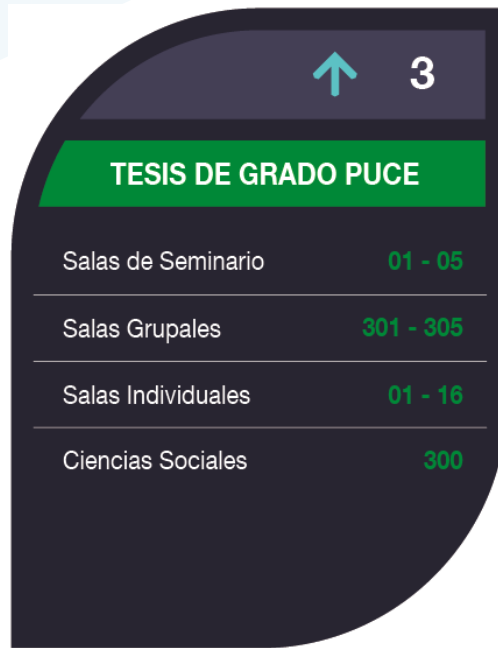 ↑ 3
TESIS DE GRADO PUCE
Salas de Seminario 01 - 05
Salas Grupales 301 - 305
Salas Individuales 01 - 16
Ciencias Sociales 300